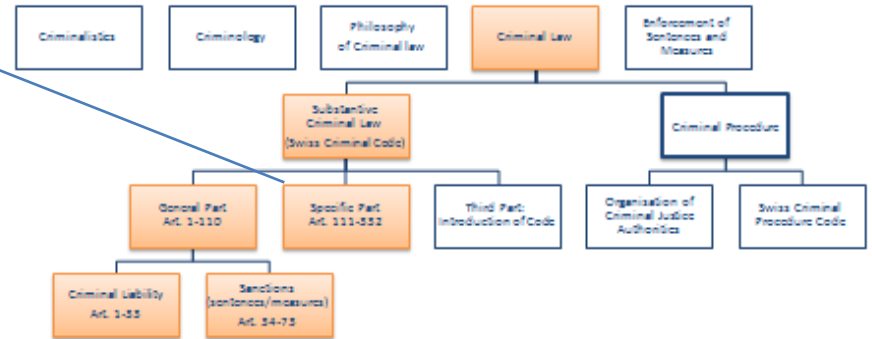 Criminalistics
Criminology
Philosophy
of Criminal law
Criminal Law
Enforcement of
Sentences and
Measures
Substantive
Criminal Law
(Swiss Criminal Code)
Criminal Procedure
General Part
Art. 1-110
Specific Part
Art. 111-332
Third Part:
Introduction of Code
Organisation of
Criminal Justice
Authorities
Swiss Criminal
Procedure Code
Criminal Liability
Art. 1-33
Sanctions
(sentences/measures)
Art. 34-73